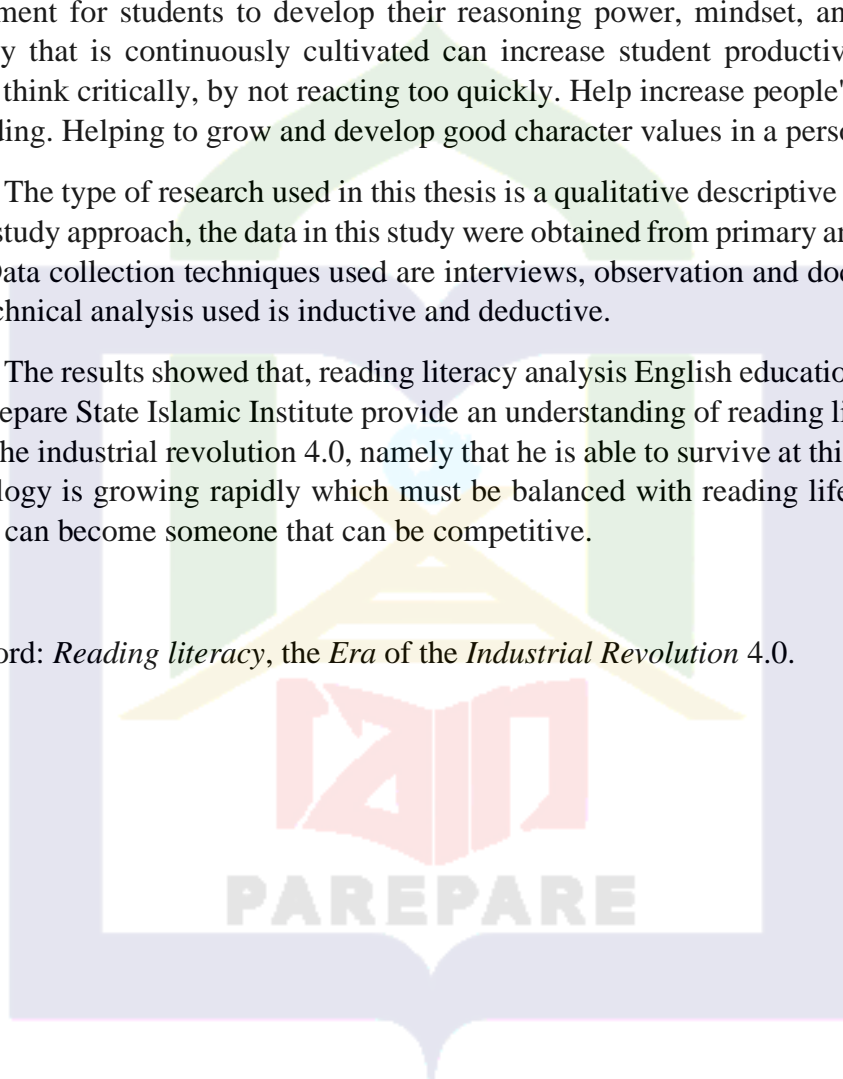 ment for students to develop their reasoning power, mindset, an
y that is continuously cultivated can increase student productiv
think critically, by not reacting too quickly. Help increase people'
ding. Helping to grow and develop good character values in a perso
The type of research used in this thesis is a qualitative descriptive
study approach, the data in this study were obtained from primary an
Data collection techniques used are interviews, observation and doc
chnical analysis used is inductive and deductive.
The results showed that, reading literacy analysis English educatio
epare State Islamic Institute provide an understanding of reading li
he industrial revolution 4.0, namely that he is able to survive at thi
logy is growing rapidly which must be balanced with reading life
can become someone that can be competitive.
ord: Reading literacy, the Era of the Industrial Revolution 4.0.
iain
PAREPARE